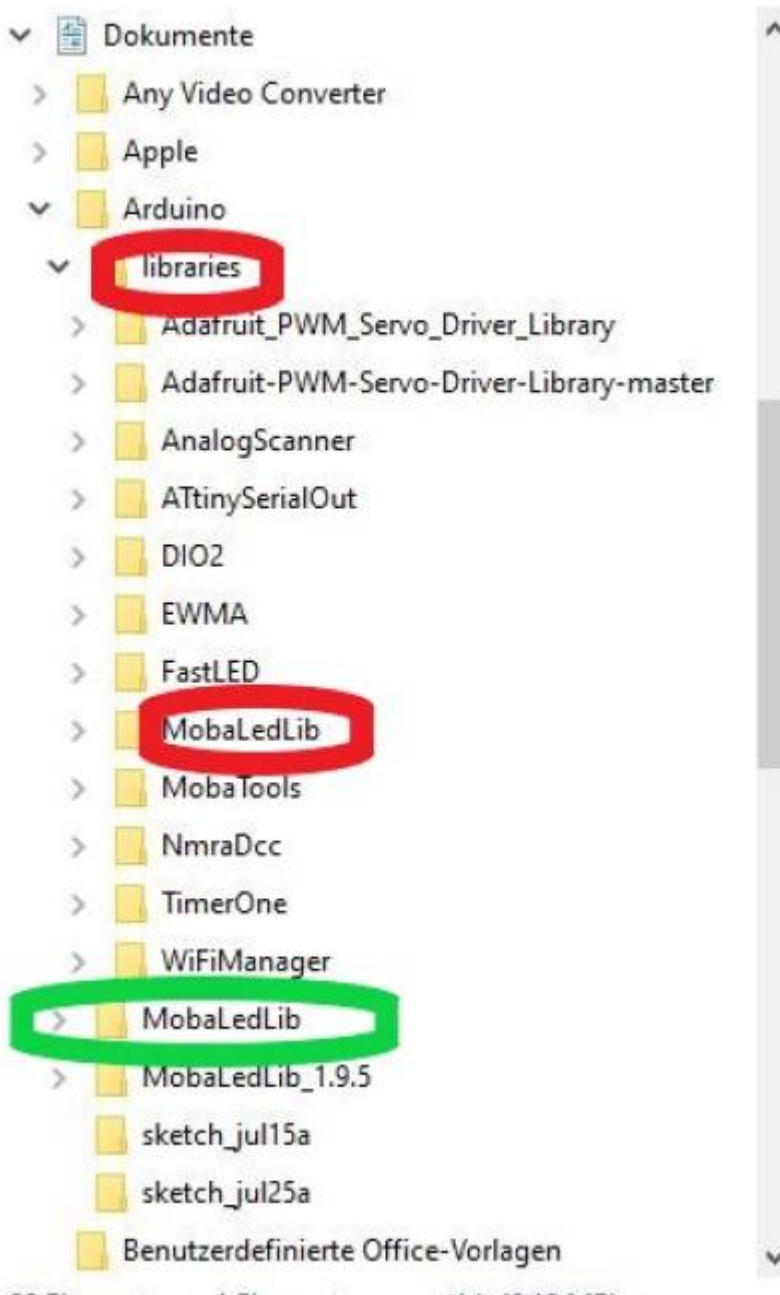 Dokumente
Any Video Converter
Apple
Arduino
libraries
Adafruit_PWM_Servo_Driver_Library
Adafruit-PWM-Servo-Driver-Library-master
AnalogScanner
ATtinySerialOut
DIO2
EWMA
FastLED
MobaLedLib
MobaTools
NmraDcc
TimerOne
WiFiManager
MobaLedLib
MobaLedLib_1.9.5
sketch_jul15a
sketch_jul25a
Benutzerdefinierte Office-Vorlagen